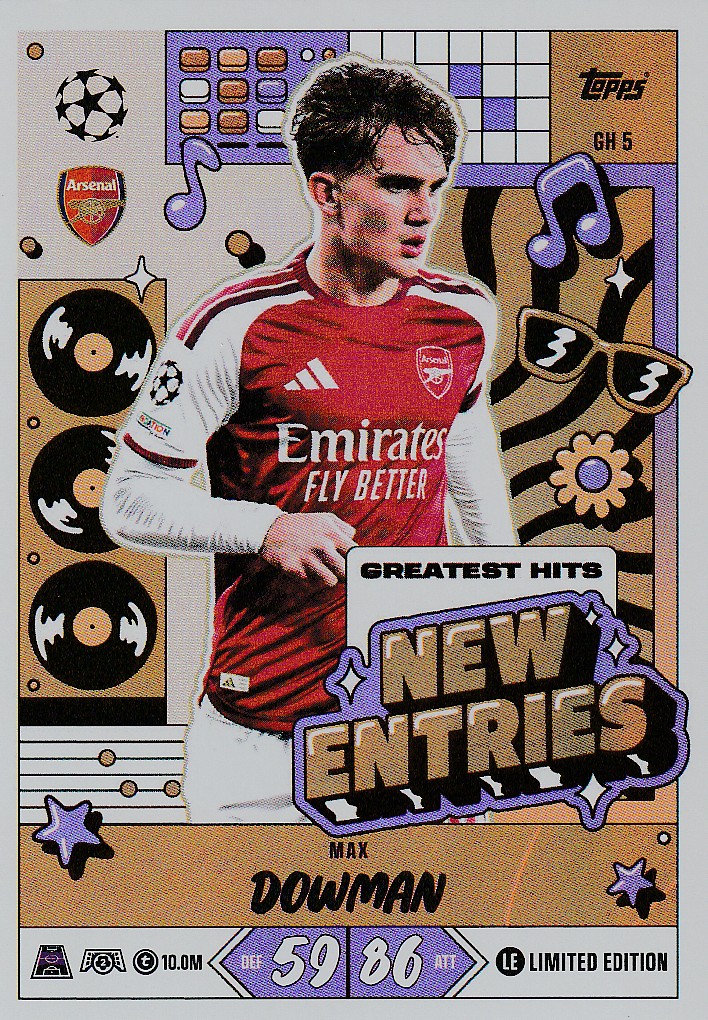 topps
GH 5
Arsenal
Arsenal
Emirates
FLY BETTER
GREATEST HITS
NEW
ENTRIES
MAX
DOWMAN
2
t 10.0M
DEF 59
86 ATT
LE LIMITED EDITION